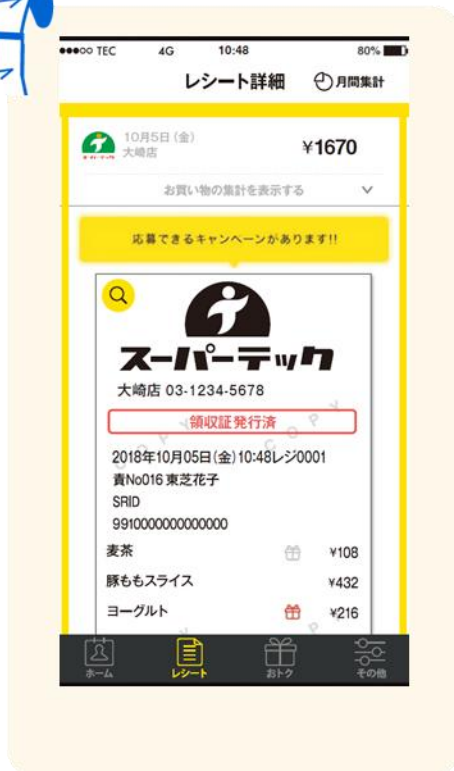 ●●●○○ TEC 4G 10:48 80%
レシート詳細 月間集計
10月5日(金)
大崎店 ¥1670
お買い物の集計を表示する
応募できるキャンペーンがあります!!
スーパーテック
大崎店 03-1234-5678
領収証発行済
COPY COPY
2018年10月05日(金)10:48レジ0001
責No016 東芝花子
SRID
9910000000000000
麦茶 ¥108
豚ももスライス ¥432
ヨーグルト ¥216
ホーム レシート おトク その他